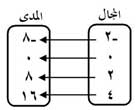 المجال المدى
-٢ -٨
٠ ٠
٢ ٨
٤ ١٦